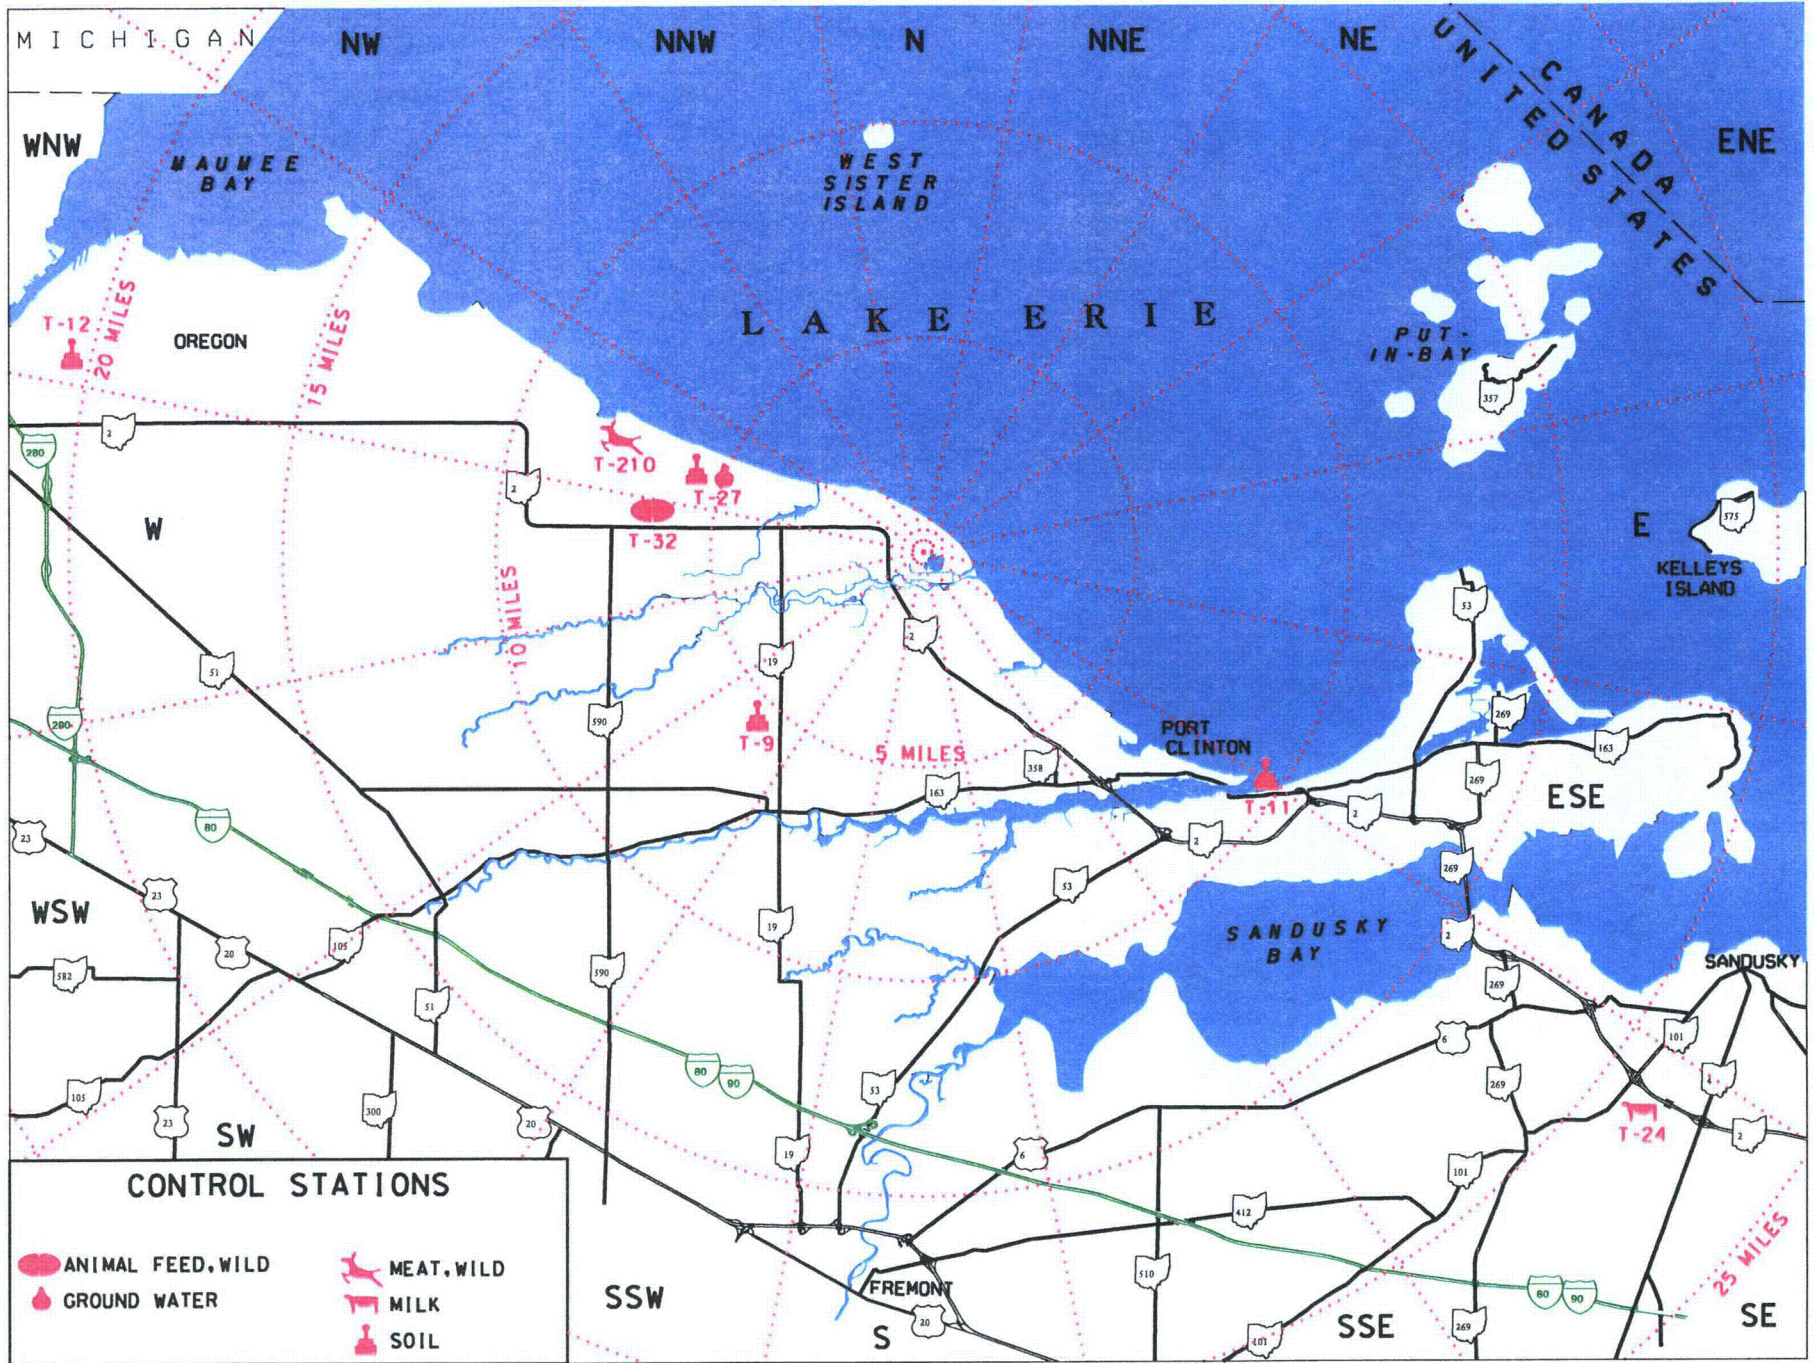 MICHIGAN
NW
NNW
N
NNE
NE
CANADA
UNITED STATES
WNW
ENE
MAUMEE
BAY
WEST
SISTER
ISLAND
LAKE ERIE
T-12
20 MILES
OREGON
15 MILES
PUT-
IN-BAY
357
2
280
T-210
T-27
2
T-32
W
E
575
KELLEYS
ISLAND
10 MILES
53
2
19
51
590
280
T-9
5 MILES
PORT
CLINTON
269
163
358
163
269
T-11
2
ESE
80
23
2
269
53
23
WSW
19
SANDUSKY
BAY
2
20
105
582
590
SANDUSKY
269
51
6
101
80
90
53
269
4
105
300
23
20
T-24
2
SW
19
6
101
CONTROL STATIONS
412
25 MILES
ANIMAL FEED,WILD
MEAT,WILD
GROUND WATER
MILK
SOIL
510
FREMONT
80
90
SSW
20
S
SSE
101
269
SE